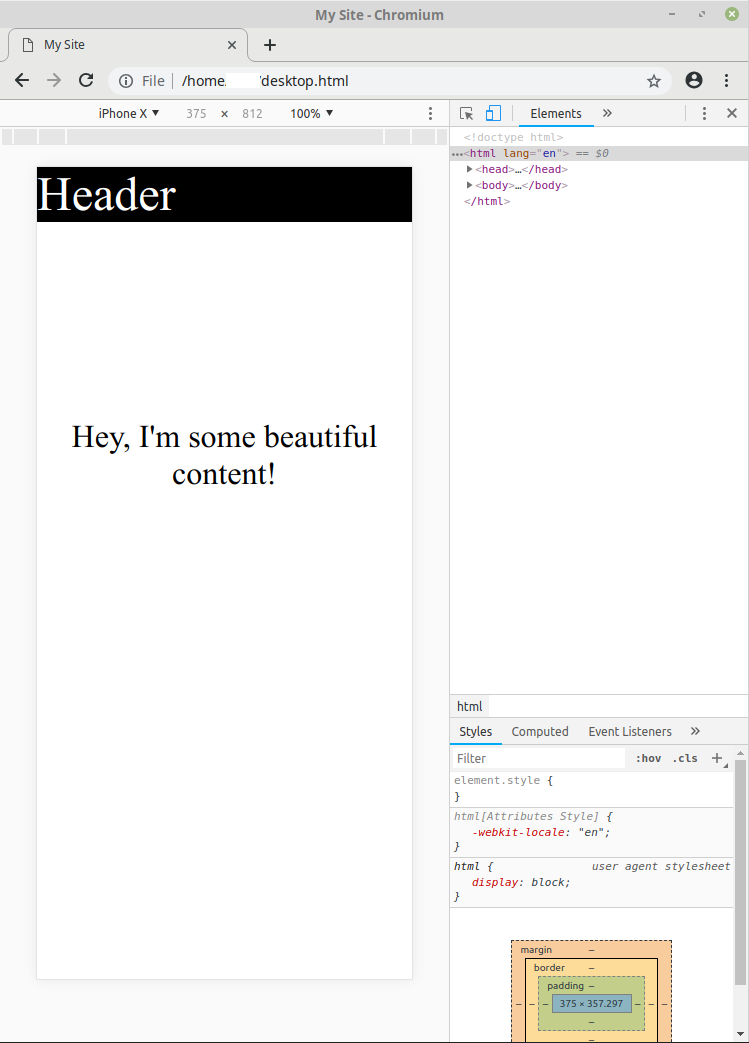 My Site - Chromium
My Site
File /home/ /desktop.html
iPhone X 375 × 812 100%
Header
Hey, I'm some beautiful
content!
Elements »
<!doctype html>
…<html lang="en"> == $0
<head>…</head>
<body>…</body>
</html>
html
Styles Computed Event Listeners »
Filter :hov .cls +
element.style {
}
html[Attributes Style] {
-webkit-locale: "en";
}
html { user agent stylesheet
display: block;
}
margin –
border –
padding –
– – – 375 × 357.297 – – –
–
–